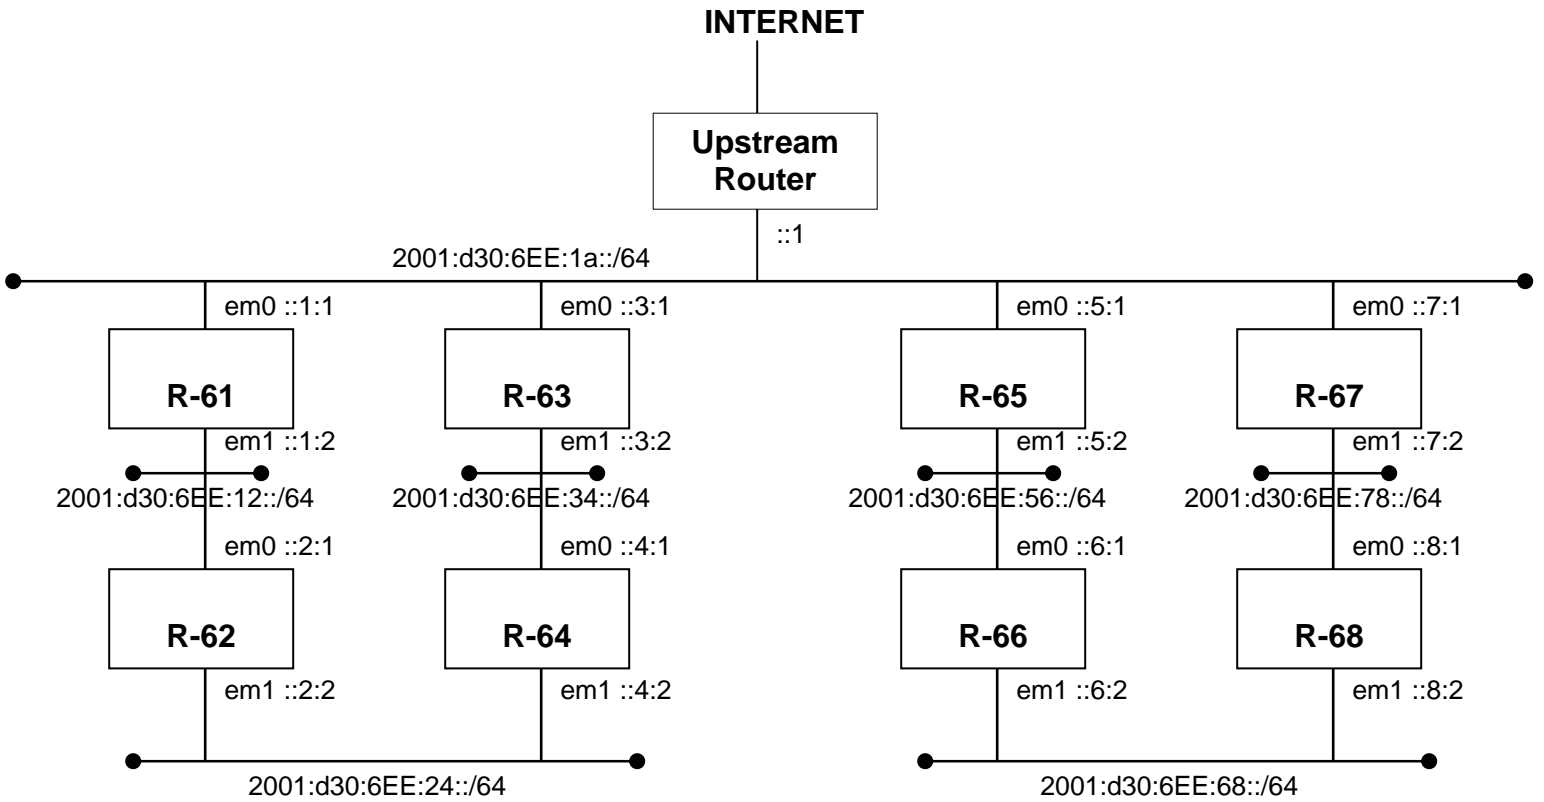 INTERNET
Upstream
Router
::1
2001:d30:6EE:1a::/64
em0 ::1:1
em0 ::3:1
em0 ::5:1
em0 ::7:1
R-61
R-63
R-65
R-67
em1 ::1:2
em1 ::3:2
em1 ::5:2
em1 ::7:2
2001:d30:6EE:12::/64
2001:d30:6EE:34::/64
2001:d30:6EE:56::/64
2001:d30:6EE:78::/64
em0 ::2:1
em0 ::4:1
em0 ::6:1
em0 ::8:1
R-62
R-64
R-66
R-68
em1 ::2:2
em1 ::4:2
em1 ::6:2
em1 ::8:2
2001:d30:6EE:24::/64
2001:d30:6EE:68::/64